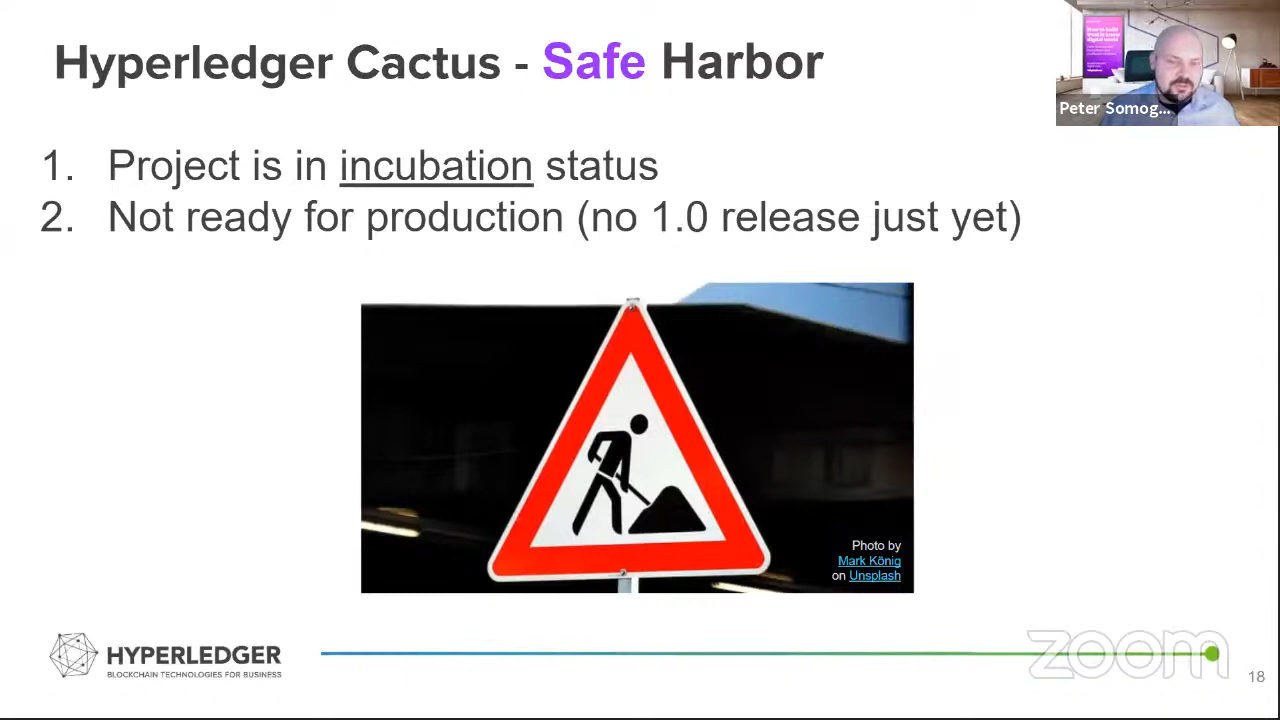 Hyperledger Cactus - Safe Harbor
Peter Somog...
1. Project is in incubation status
2. Not ready for production (no 1.0 release just yet)
Photo by
Mark König
on Unsplash
HYPERLEDGER
BLOCKCHAIN TECHNOLOGIES FOR BUSINESS
zoom
18